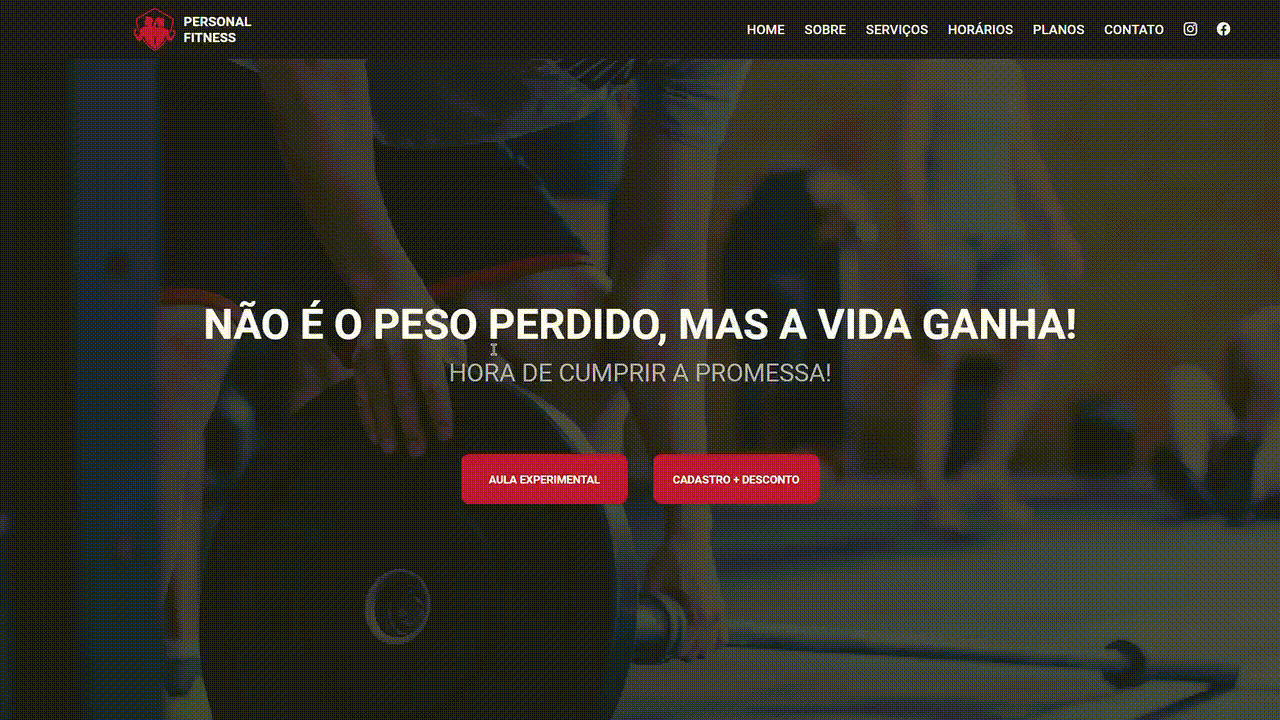 PERSONAL
FITNESS
HOME SOBRE SERVIÇOS HORÁRIOS PLANOS CONTATO
NÃO É O PESO PERDIDO, MAS A VIDA GANHA!
HORA DE CUMPRIR A PROMESSA!
AULA EXPERIMENTAL CADASTRO + DESCONTO